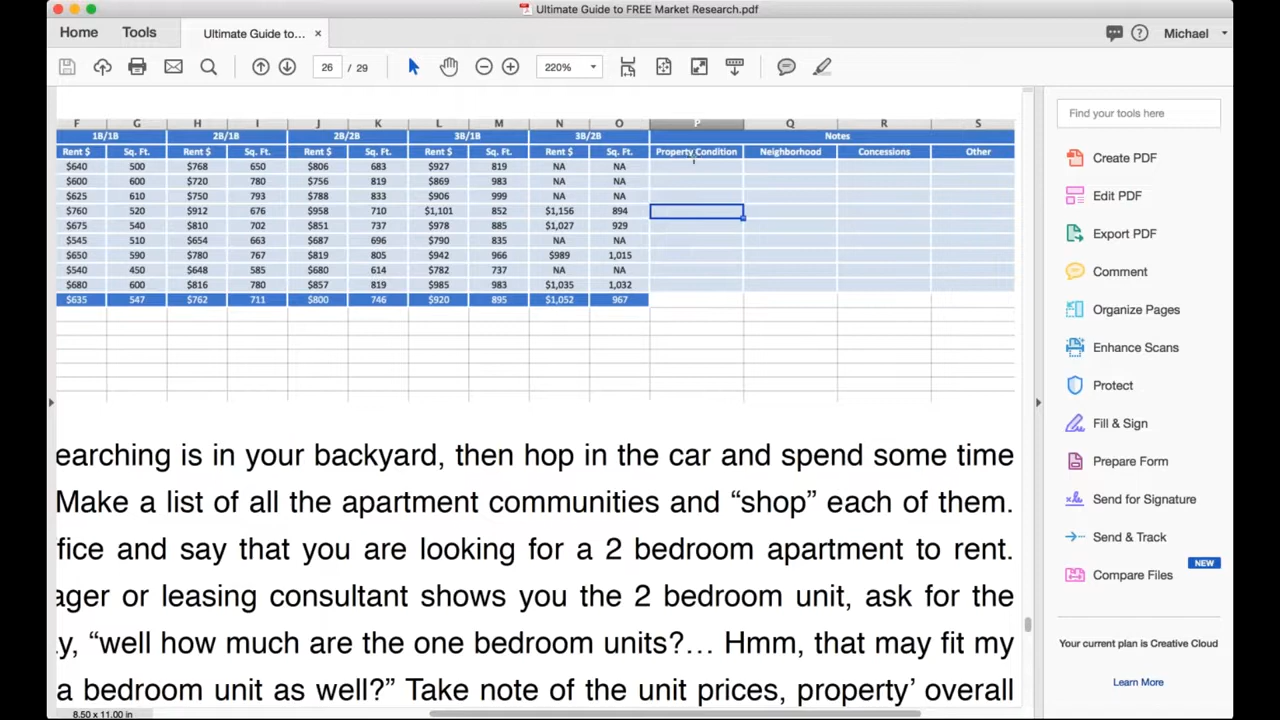 Ultimate Guide to FREE Market Research.pdf
Home Tools Ultimate Guide to… × Michael
26 / 29 220%
F G H I J K L M N O P Q R S
1B/1B 2B/1B 2B/2B 3B/1B 3B/2B Notes
Rent $ Sq. Ft. Rent $ Sq. Ft. Rent $ Sq. Ft. Rent $ Sq. Ft. Rent $ Sq. Ft. Property Condition Neighborhood Concessions Other
$640 500 $768 650 $806 683 $927 819 NA NA
$600 600 $720 780 $756 819 $869 983 NA NA
$625 610 $750 793 $788 833 $906 999 NA NA
$760 520 $912 676 $958 710 $1,101 852 $1,156 894
$675 540 $810 702 $851 737 $978 885 $1,027 929
$545 510 $654 663 $687 696 $790 835 NA NA
$650 590 $780 767 $819 805 $942 966 $989 1,015
$540 450 $648 585 $680 614 $782 737 NA NA
$680 600 $816 780 $857 819 $985 983 $1,035 1,032
$635 547 $762 711 $800 746 $920 895 $1,052 967
earching is in your backyard, then hop in the car and spend some time
Make a list of all the apartment communities and “shop” each of them.
fice and say that you are looking for a 2 bedroom apartment to rent.
ager or leasing consultant shows you the 2 bedroom unit, ask for the
y, “well how much are the one bedroom units?… Hmm, that may fit my
a bedroom unit as well?” Take note of the unit prices, property’ overall
8.50 x 11.00 in
Find your tools here
Create PDF
Edit PDF
Export PDF
Comment
Organize Pages
Enhance Scans
Protect
Fill & Sign
Prepare Form
Send for Signature
Send & Track
NEW
Compare Files
Your current plan is Creative Cloud
Learn More